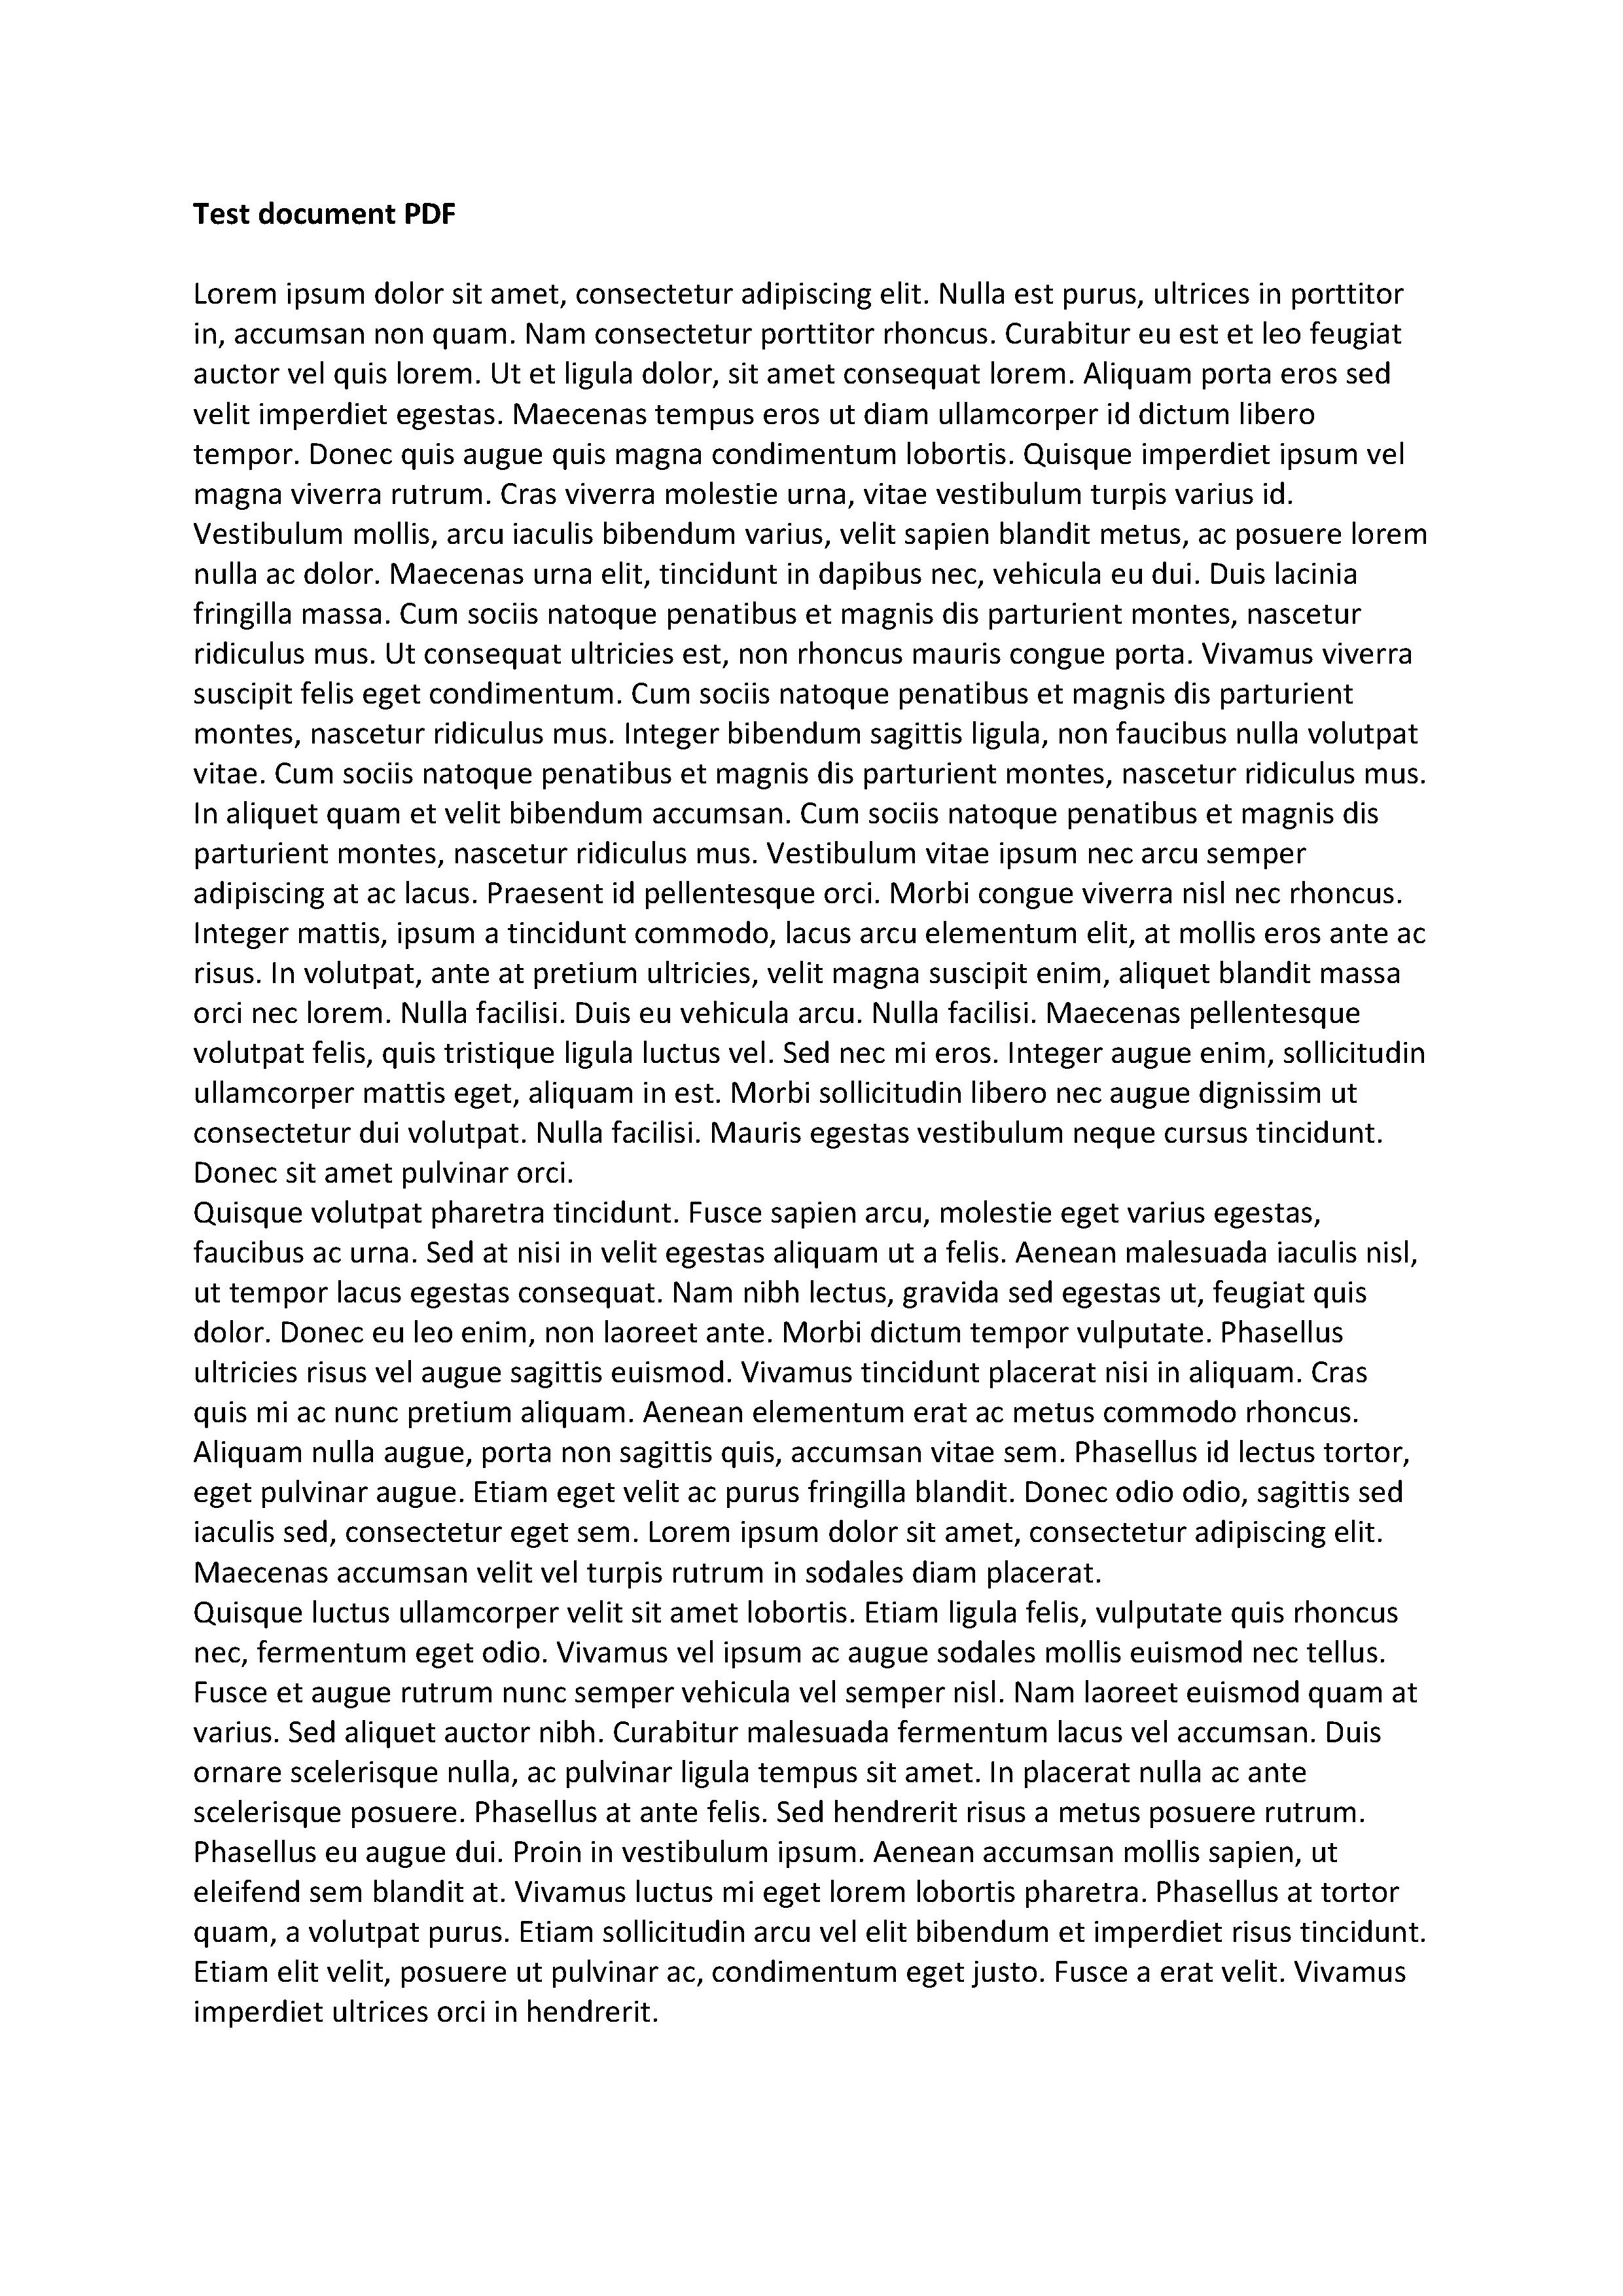 Test document PDF
Lorem ipsum dolor sit amet, consectetur adipiscing elit. Nulla est purus, ultrices in porttitor
in, accumsan non quam. Nam consectetur porttitor rhoncus. Curabitur eu est et leo feugiat
auctor vel quis lorem. Ut et ligula dolor, sit amet consequat lorem. Aliquam porta eros sed
velit imperdiet egestas. Maecenas tempus eros ut diam ullamcorper id dictum libero
tempor. Donec quis augue quis magna condimentum lobortis. Quisque imperdiet ipsum vel
magna viverra rutrum. Cras viverra molestie urna, vitae vestibulum turpis varius id.
Vestibulum mollis, arcu iaculis bibendum varius, velit sapien blandit metus, ac posuere lorem
nulla ac dolor. Maecenas urna elit, tincidunt in dapibus nec, vehicula eu dui. Duis lacinia
fringilla massa. Cum sociis natoque penatibus et magnis dis parturient montes, nascetur
ridiculus mus. Ut consequat ultricies est, non rhoncus mauris congue porta. Vivamus viverra
suscipit felis eget condimentum. Cum sociis natoque penatibus et magnis dis parturient
montes, nascetur ridiculus mus. Integer bibendum sagittis ligula, non faucibus nulla volutpat
vitae. Cum sociis natoque penatibus et magnis dis parturient montes, nascetur ridiculus mus.
In aliquet quam et velit bibendum accumsan. Cum sociis natoque penatibus et magnis dis
parturient montes, nascetur ridiculus mus. Vestibulum vitae ipsum nec arcu semper
adipiscing at ac lacus. Praesent id pellentesque orci. Morbi congue viverra nisl nec rhoncus.
Integer mattis, ipsum a tincidunt commodo, lacus arcu elementum elit, at mollis eros ante ac
risus. In volutpat, ante at pretium ultricies, velit magna suscipit enim, aliquet blandit massa
orci nec lorem. Nulla facilisi. Duis eu vehicula arcu. Nulla facilisi. Maecenas pellentesque
volutpat felis, quis tristique ligula luctus vel. Sed nec mi eros. Integer augue enim, sollicitudin
ullamcorper mattis eget, aliquam in est. Morbi sollicitudin libero nec augue dignissim ut
consectetur dui volutpat. Nulla facilisi. Mauris egestas vestibulum neque cursus tincidunt.
Donec sit amet pulvinar orci.
Quisque volutpat pharetra tincidunt. Fusce sapien arcu, molestie eget varius egestas,
faucibus ac urna. Sed at nisi in velit egestas aliquam ut a felis. Aenean malesuada iaculis nisl,
ut tempor lacus egestas consequat. Nam nibh lectus, gravida sed egestas ut, feugiat quis
dolor. Donec eu leo enim, non laoreet ante. Morbi dictum tempor vulputate. Phasellus
ultricies risus vel augue sagittis euismod. Vivamus tincidunt placerat nisi in aliquam. Cras
quis mi ac nunc pretium aliquam. Aenean elementum erat ac metus commodo rhoncus.
Aliquam nulla augue, porta non sagittis quis, accumsan vitae sem. Phasellus id lectus tortor,
eget pulvinar augue. Etiam eget velit ac purus fringilla blandit. Donec odio odio, sagittis sed
iaculis sed, consectetur eget sem. Lorem ipsum dolor sit amet, consectetur adipiscing elit.
Maecenas accumsan velit vel turpis rutrum in sodales diam placerat.
Quisque luctus ullamcorper velit sit amet lobortis. Etiam ligula felis, vulputate quis rhoncus
nec, fermentum eget odio. Vivamus vel ipsum ac augue sodales mollis euismod nec tellus.
Fusce et augue rutrum nunc semper vehicula vel semper nisl. Nam laoreet euismod quam at
varius. Sed aliquet auctor nibh. Curabitur malesuada fermentum lacus vel accumsan. Duis
ornare scelerisque nulla, ac pulvinar ligula tempus sit amet. In placerat nulla ac ante
scelerisque posuere. Phasellus at ante felis. Sed hendrerit risus a metus posuere rutrum.
Phasellus eu augue dui. Proin in vestibulum ipsum. Aenean accumsan mollis sapien, ut
eleifend sem blandit at. Vivamus luctus mi eget lorem lobortis pharetra. Phasellus at tortor
quam, a volutpat purus. Etiam sollicitudin arcu vel elit bibendum et imperdiet risus tincidunt.
Etiam elit velit, posuere ut pulvinar ac, condimentum eget justo. Fusce a erat velit. Vivamus
imperdiet ultrices orci in hendrerit.